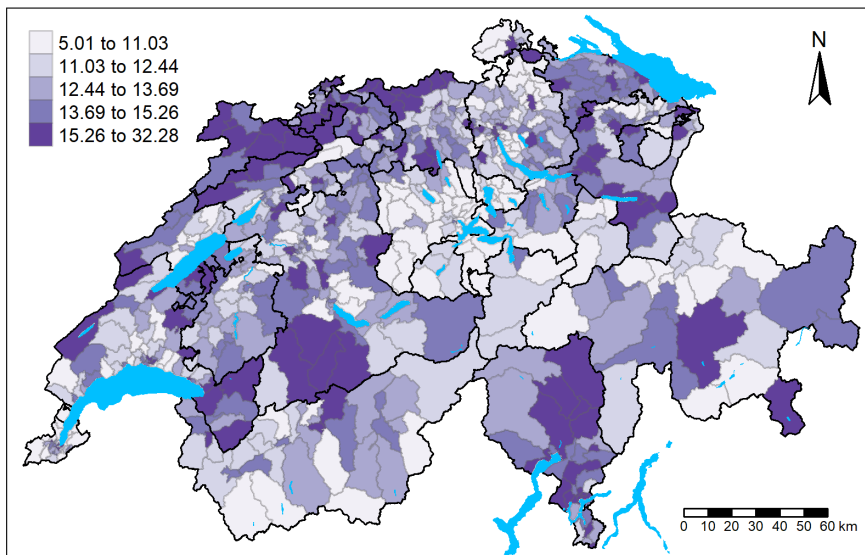 5.01 to 11.03
11.03 to 12.44
12.44 to 13.69
13.69 to 15.26
15.26 to 32.28
N
0 10 20 30 40 50 60 km